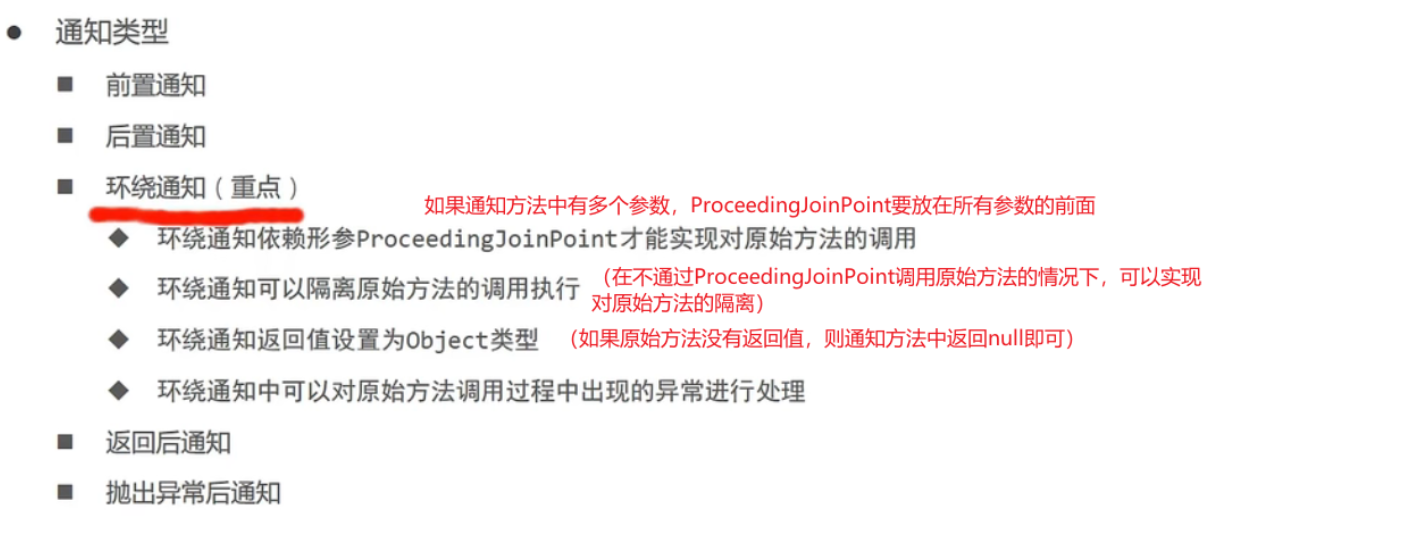 通知类型
前置通知
后置通知
环绕通知（重点）
如果通知方法中有多个参数，ProceedingJoinPoint要放在所有参数的前面
环绕通知依赖形参ProceedingJoinPoint才能实现对原始方法的调用
环绕通知可以隔离原始方法的调用执行
（在不通过ProceedingJoinPoint调用原始方法的情况下，可以实现
对原始方法的隔离）
环绕通知返回值设置为Object类型
（如果原始方法没有返回值，则通知方法中返回null即可）
环绕通知中可以对原始方法调用过程中出现的异常进行处理
返回后通知
抛出异常后通知